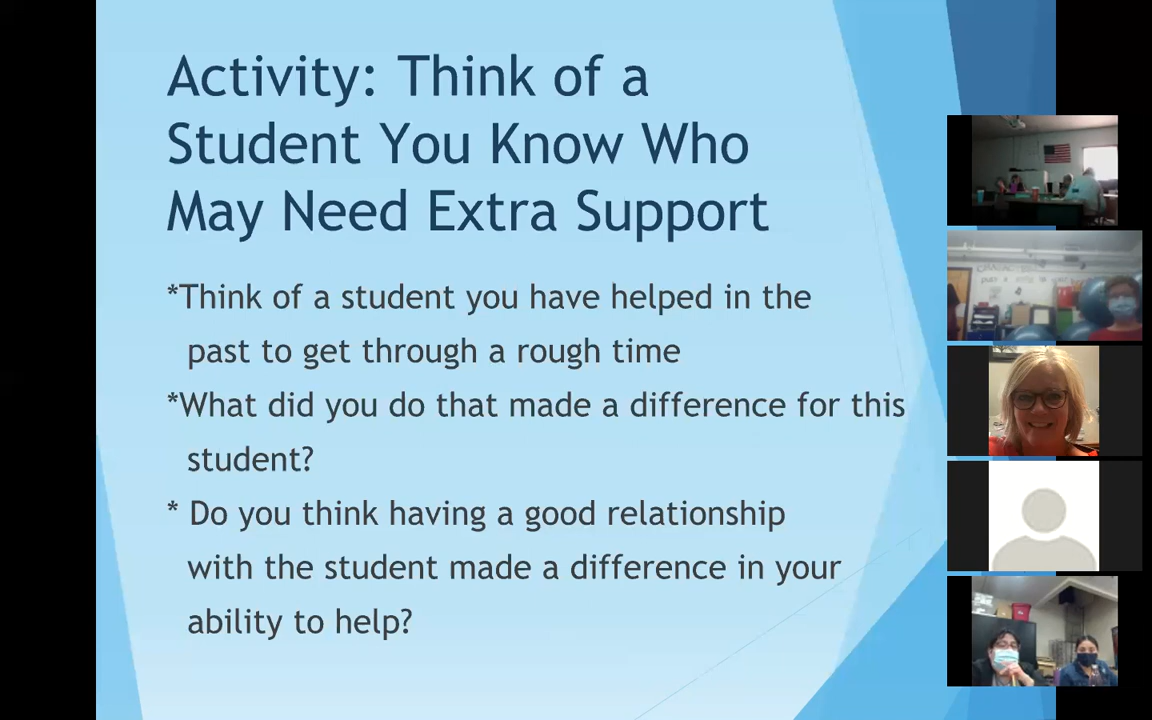 Activity: Think of a
Student You Know Who
May Need Extra Support
*Think of a student you have helped in the
past to get through a rough time
*What did you do that made a difference for this
student?
* Do you think having a good relationship
with the student made a difference in your
ability to help?